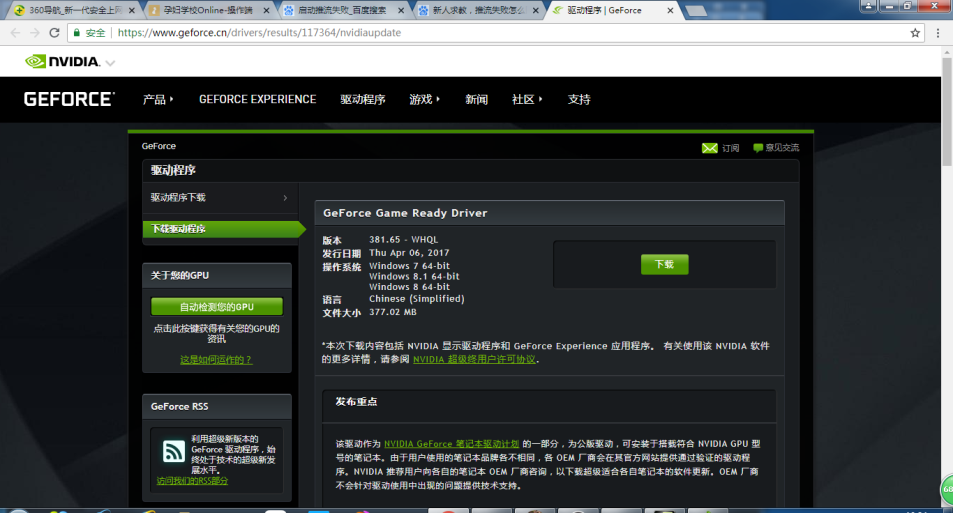 360导航_新一代安全上网
孕妇学校Online-操作端
启动推流失败_百度搜索
新人求教，推流失败怎么
驱动程序 | GeForce
安全
https://www.geforce.cn/drivers/results/117364/nvidiaupdate
NVIDIA.
GEFORCE
产品
GEFORCE EXPERIENCE
驱动程序
游戏
新闻
社区
支持
GeForce
订阅
意见交流
驱动程序
驱动程序下载
下载驱动程序
关于您的GPU
自动检测您的GPU
点击此按键获得有关您的GPU的
资讯
这是如何运作的？
GeForce RSS
利用超级新版本的
GeForce 驱动程序，始
终处于技术的超级新发
展水平。
访问我们的RSS部分
GeForce Game Ready Driver
版本 381.65 - WHQL
发行日期 Thu Apr 06, 2017
操作系统 Windows 7 64-bit
Windows 8.1 64-bit
Windows 8 64-bit
语言 Chinese (Simplified)
文件大小 377.02 MB
下载
*本次下载内容包括 NVIDIA 显示驱动程序和 GeForce Experience 应用程序。 有关使用该 NVIDIA 软件
的更多详情，请参阅 NVIDIA 超级终用户许可协议。
发布重点
该驱动作为 NVIDIA GeForce 笔记本驱动计划 的一部分，为公版驱动，可安装于搭载符合 NVIDIA GPU 型
号的笔记本。由于用户使用的笔记本品牌各不相同，各 OEM 厂商会在其官方网站提供通过验证的驱动程
序。NVIDIA 推荐用户向各自的笔记本 OEM 厂商咨询，以下载超级适合各自笔记本的软件更新。OEM 厂商
不会针对驱动使用中出现的问题提供技术支持。
68